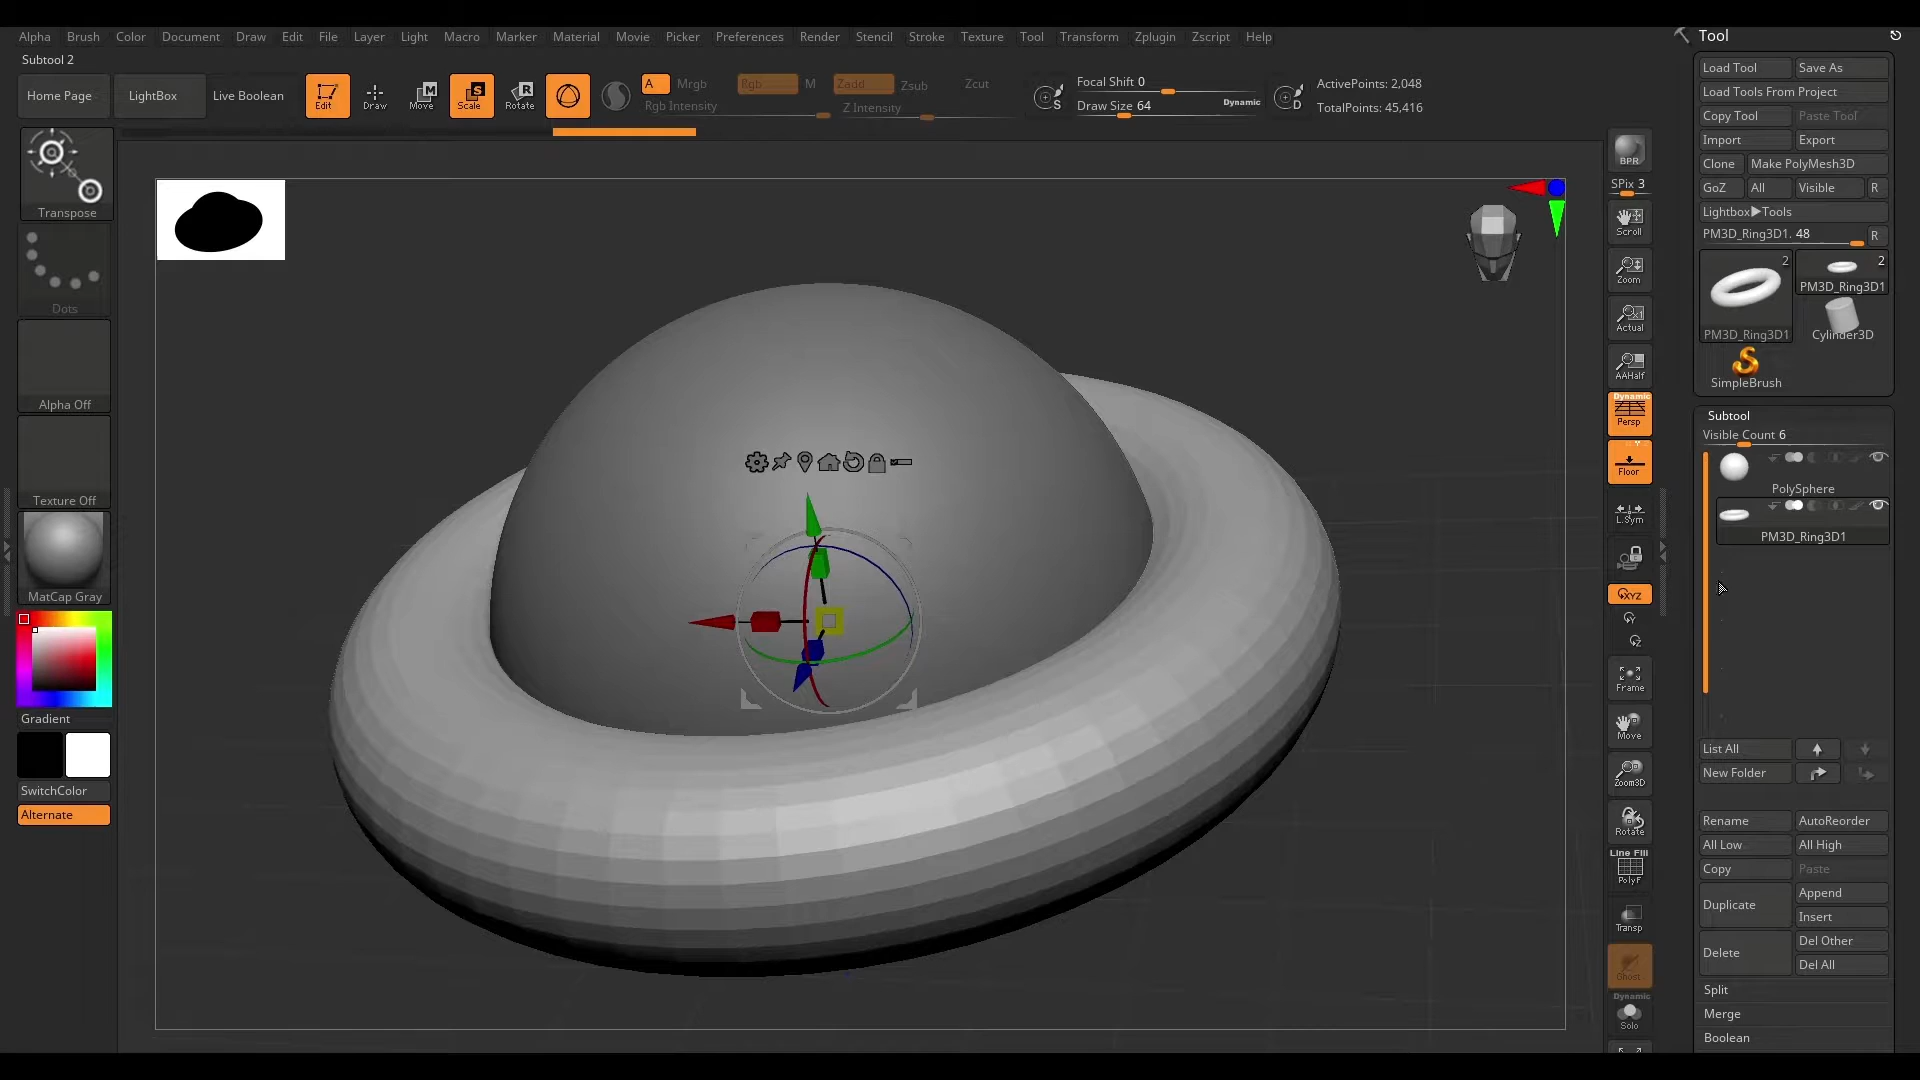 Alpha Brush Color Document Draw Edit File Layer Light Macro Marker Material Movie Picker Preferences Render Stencil Stroke Texture Tool Transform Zplugin Zscript Help
Subtool 2
Home Page LightBox Live Boolean
Edit Draw Move Scale Rotate
A Mrgb Rgb M Zadd Zsub Zcut
Rgb Intensity Z Intensity
S
Focal Shift 0
Draw Size 64 Dynamic
D
ActivePoints: 2,048
TotalPoints: 45,416
Transpose
Dots
Alpha Off
Texture Off
MatCap Gray
Gradient
SwitchColor
Alternate
BPR
SPix 3
Scroll
Zoom
Actual
AAHalf
Dynamic
Persp
Floor
L.Sym
XYZ
Y
Z
Frame
Move
Zoom3D
Rotate
Line Fill
PolyF
Transp
Ghost
Dynamic
Solo
Tool
Load Tool Save As
Load Tools From Project
Copy Tool Paste Tool
Import Export
Clone Make PolyMesh3D
GoZ All Visible R
Lightbox▶Tools
PM3D_Ring3D1. 48 R
2 2
PM3D_Ring3D1
PM3D_Ring3D1 Cylinder3D
SimpleBrush
Subtool
Visible Count 6
PolySphere
PM3D_Ring3D1
List All
New Folder
Rename AutoReorder
All Low All High
Copy Paste
Duplicate Append
Insert
Delete Del Other
Del All
Split
Merge
Boolean